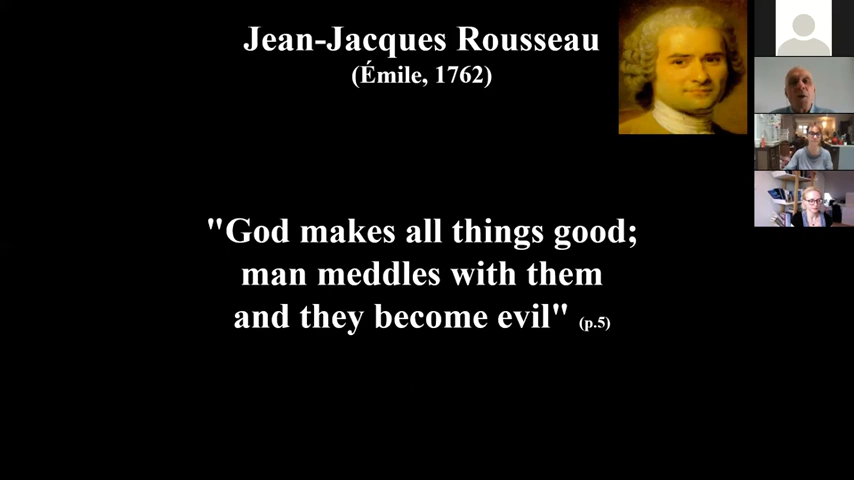 Jean-Jacques Rousseau
(Émile, 1762)
"God makes all things good;
man meddles with them
and they become evil" (p.5)